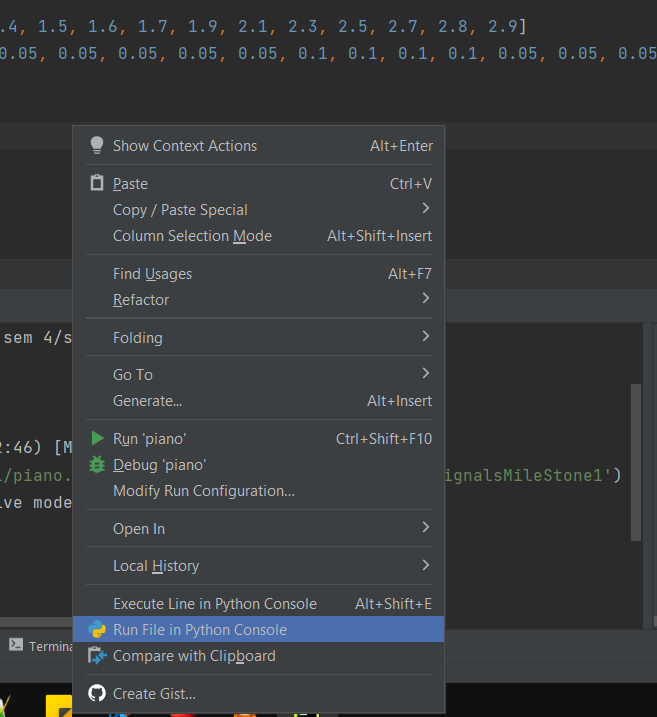 .4, 1.5, 1.6, 1.7, 1.9, 2.1, 2.3, 2.5, 2.7, 2.8, 2.9]
0.05, 0.05, 0.05, 0.05, 0.05, 0.1, 0.1, 0.1, 0.1, 0.05, 0.05, 0.05
Show Context Actions Alt+Enter
Paste Ctrl+V
Copy / Paste Special
Column Selection Mode Alt+Shift+Insert
Find Usages Alt+F7
Refactor
sem 4/s
Folding
Go To
Generate... Alt+Insert
Run 'piano' Ctrl+Shift+F10
2:46) [M
Debug 'piano'
/piano. ignalsMileStone1')
Modify Run Configuration...
ive mode
Open In
Local History
Execute Line in Python Console Alt+Shift+E
Run File in Python Console
Termina
Compare with Clipboard
Create Gist...